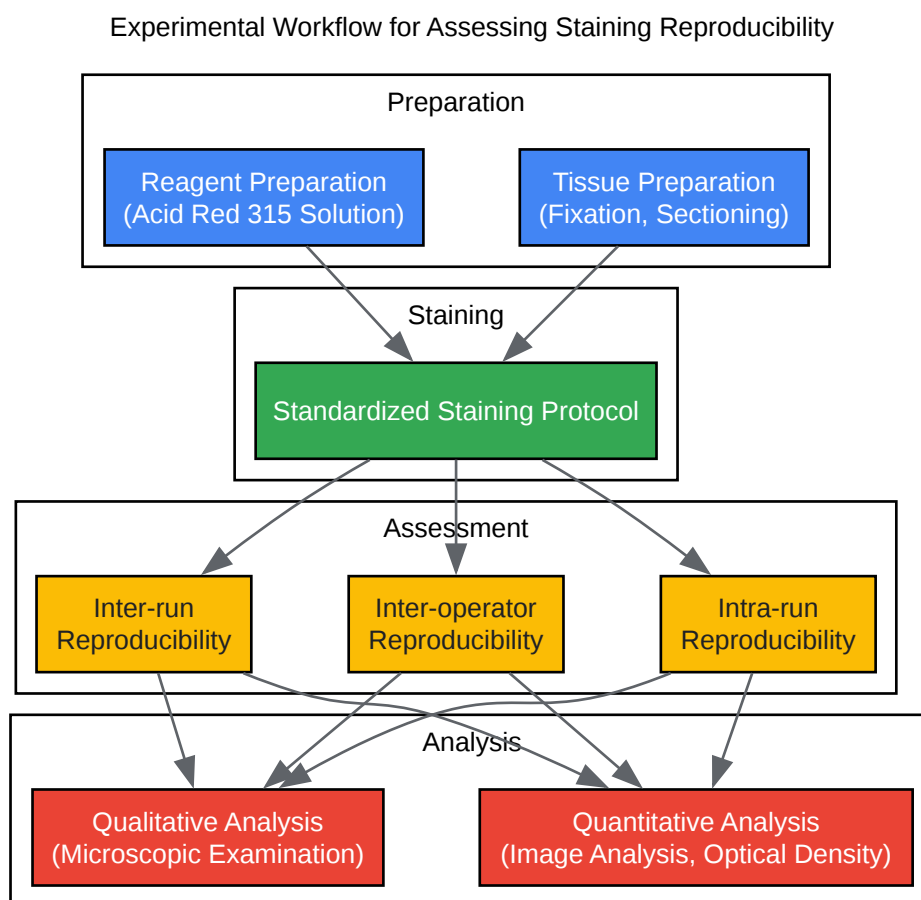 Experimental Workflow for Assessing Staining Reproducibility
Preparation
Reagent Preparation
(Acid Red 315 Solution)
Tissue Preparation
(Fixation, Sectioning)
Staining
Standardized Staining Protocol
Assessment
Inter-run
Reproducibility
Inter-operator
Reproducibility
Intra-run
Reproducibility
Analysis
Qualitative Analysis
(Microscopic Examination)
Quantitative Analysis
(Image Analysis, Optical Density)